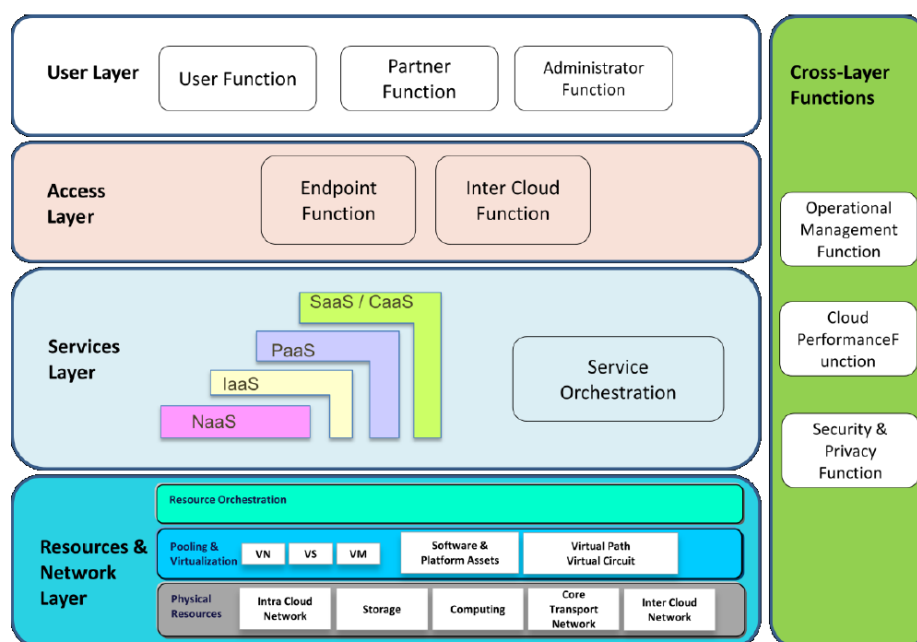 User Layer
User Function
Partner
Function
Administrator
Function
Access
Layer
Endpoint
Function
Inter Cloud
Function
Services
Layer
SaaS / CaaS
PaaS
IaaS
NaaS
Service
Orchestration
Resources &
Network
Layer
Resource Orchestration
Pooling &
Virtualization
VN
VS
VM
Software &
Platform Assets
Virtual Path
Virtual Circuit
Physical
Resources
Intra Cloud
Network
Storage
Computing
Core
Transport
Network
Inter Cloud
Network
Cross-Layer
Functions
Operational
Management
Function
Cloud
PerformanceF
unction
Security &
Privacy
Function